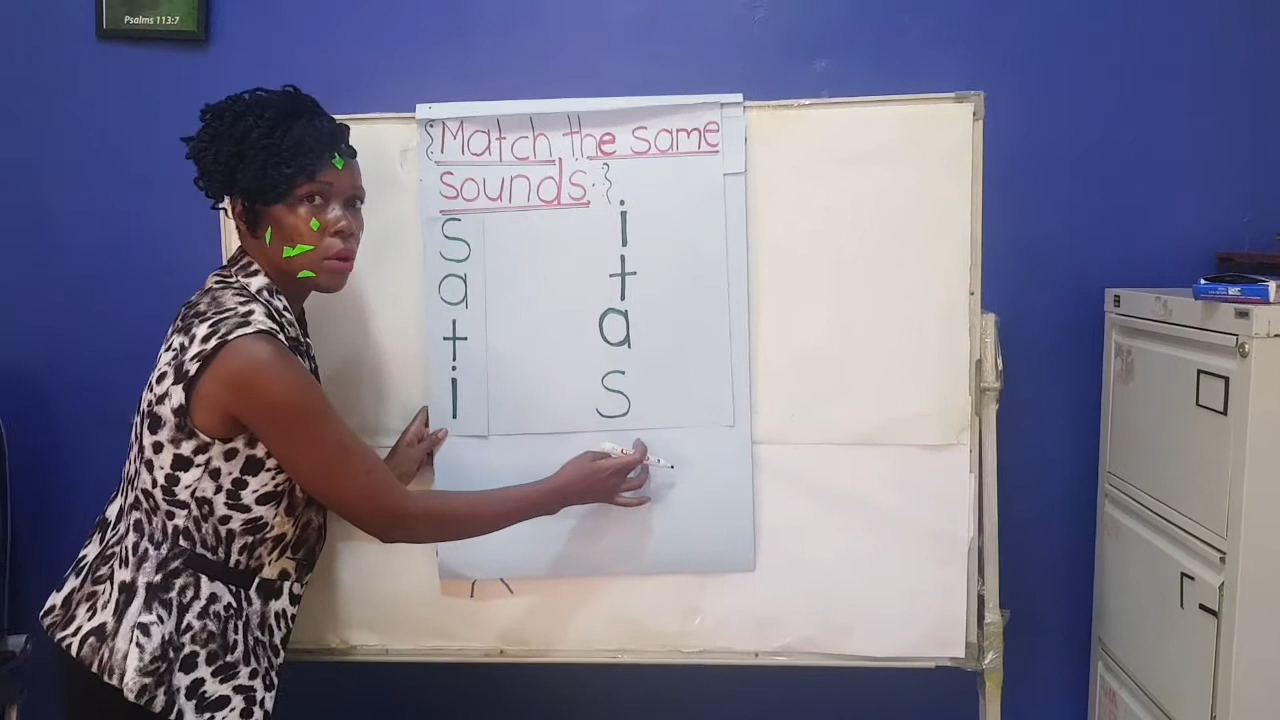 Psalms 113:7
{Match the same
sounds.}
s i
a t
t a
i s